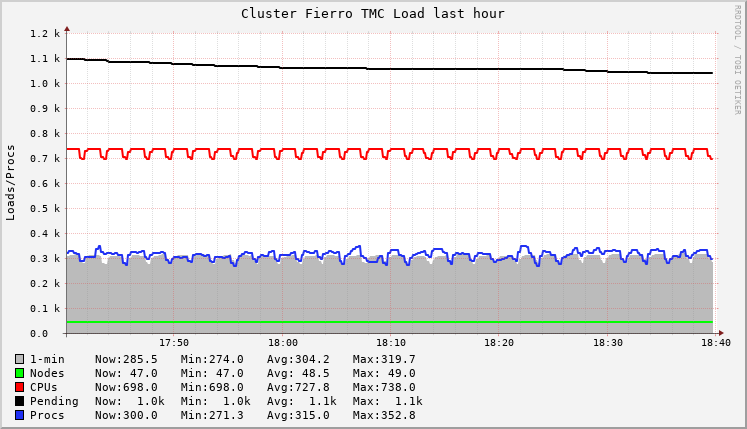 Cluster Fierro TMC Load last hour
RRDTOOL / TOBI OETIKER
Loads/Procs
1.2 k
1.1 k
1.0 k
0.9 k
0.8 k
0.7 k
0.6 k
0.5 k
0.4 k
0.3 k
0.2 k
0.1 k
0.0
17:50 18:00 18:10 18:20 18:30 18:40
1-min Now:285.5 Min:274.0 Avg:304.2 Max:319.7
Nodes Now: 47.0 Min: 47.0 Avg: 48.5 Max: 49.0
CPUs Now:698.0 Min:698.0 Avg:727.8 Max:738.0
Pending Now: 1.0k Min: 1.0k Avg: 1.1k Max: 1.1k
Procs Now:300.0 Min:271.3 Avg:315.0 Max:352.8